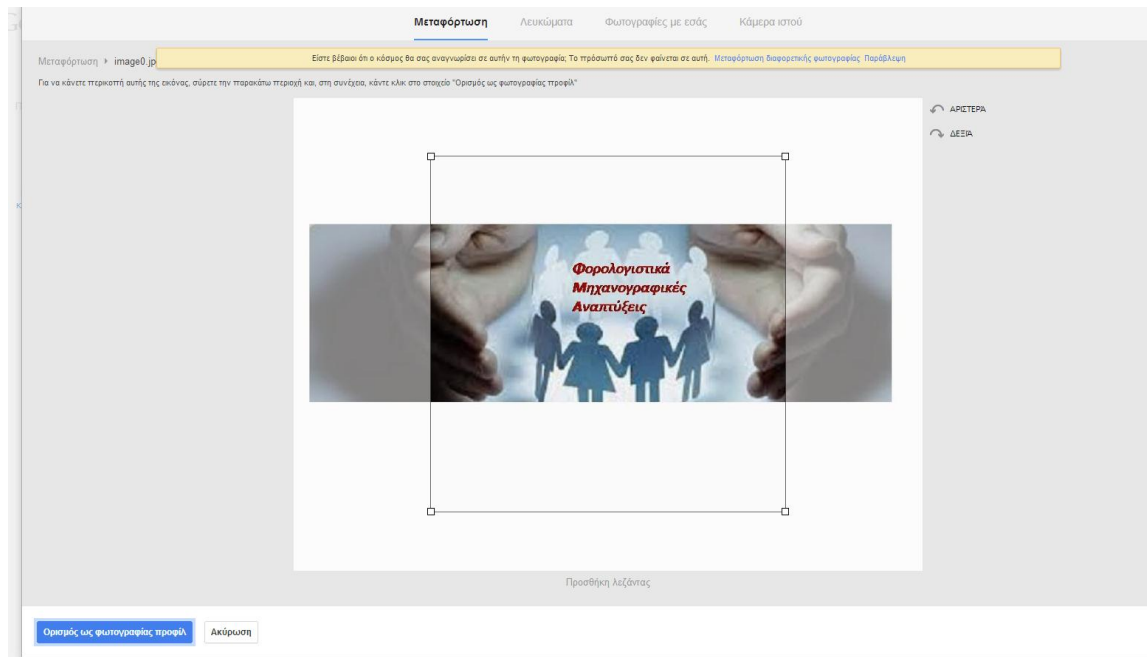 Μεταφόρτωση Λευκώματα Φωτογραφίες με εσάς Κάμερα ιστού
Μεταφόρτωση image0.jp
Είστε βέβαιοι ότι ο κόσμος θα σας αναγνωρίσει σε αυτήν τη φωτογραφία; Το πρόσωπό σας δεν φαίνεται σε αυτή. Μεταφόρτωση διαφορετικής φωτογραφίας Παράβλεψη
Για να κάνετε περικοπή αυτής της εικόνας, σύρετε την παρακάτω περιοχή και, στη συνέχεια, κάντε κλικ στο στοιχείο "Ορισμός ως φωτογραφίας προφίλ"
ΑΡΙΣΤΕΡΆ
ΔΕΞΙΆ
Φορολογιστικά
Μηχανογραφικές
Αναπτύξεις
Προσθήκη λεζάντας
Ορισμός ως φωτογραφίας προφίλ Ακύρωση